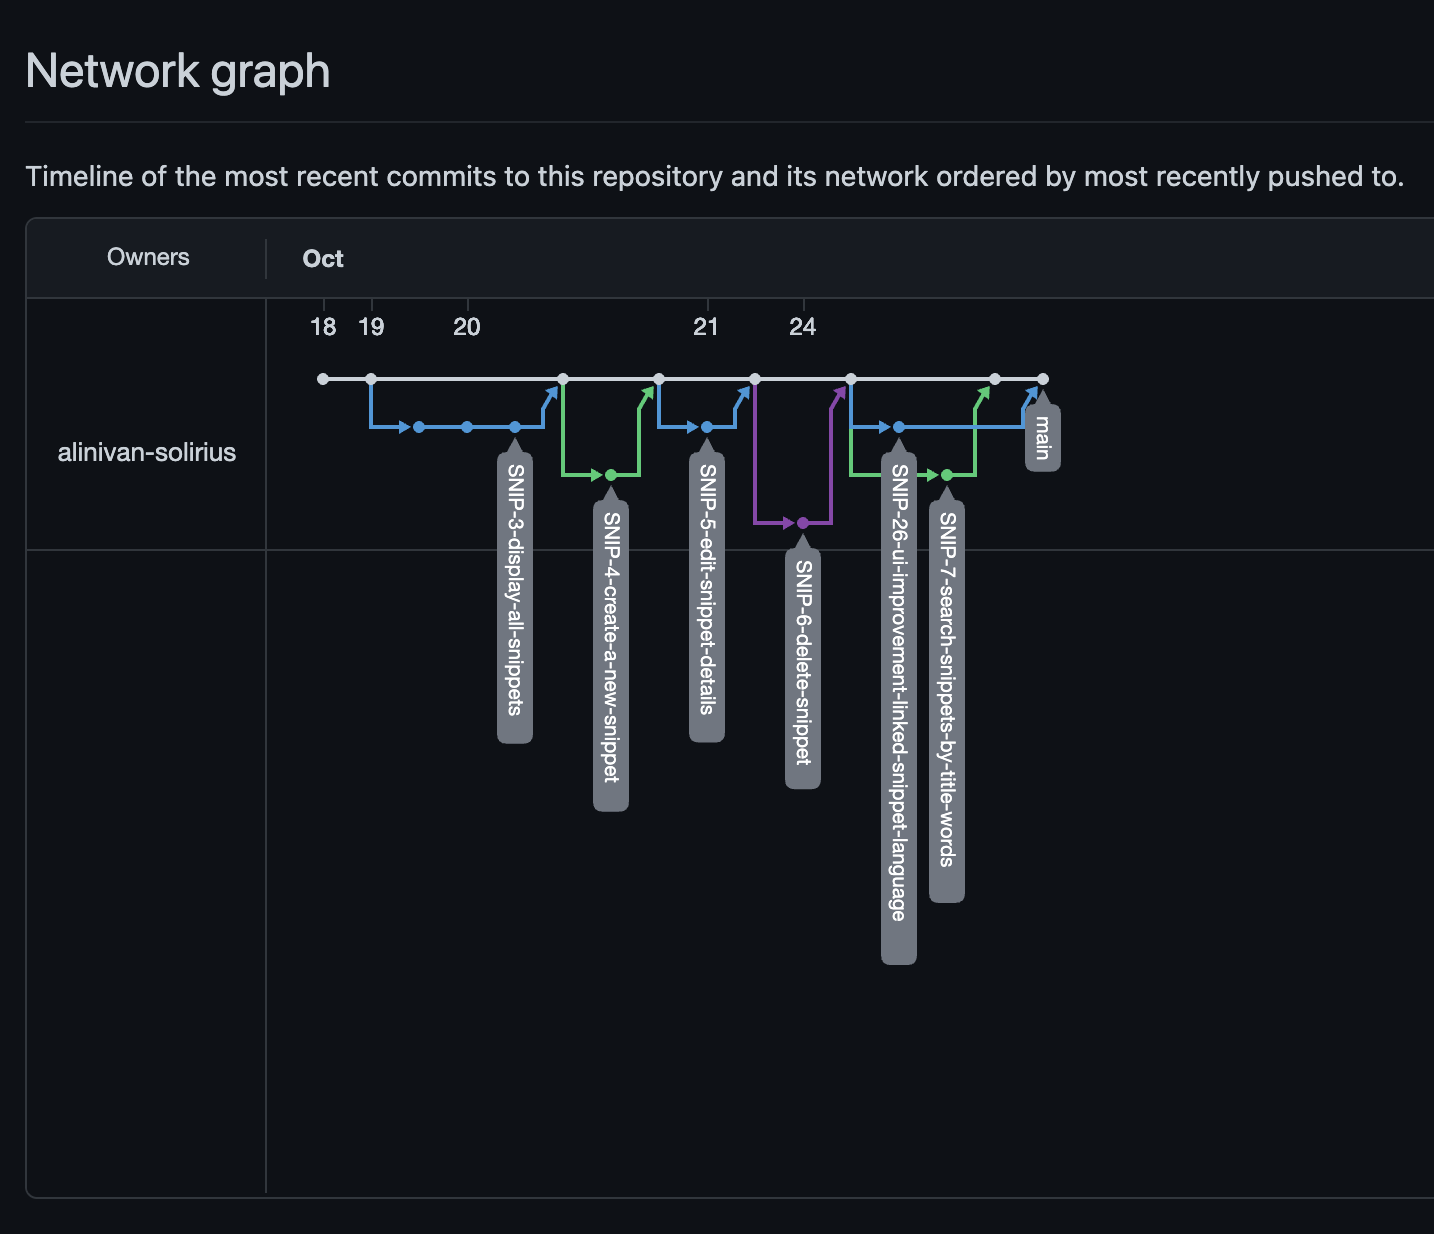 Network graph
Timeline of the most recent commits to this repository and its network ordered by most recently pushed to.
Owners
Oct
18
19
20
21
24
alinivan-solirius
SNIP-3-display-all-snippets
SNIP-4-create-a-new-snippet
SNIP-5-edit-snippet-details
SNIP-6-delete-snippet
SNIP-26-ui-improvement-linked-snippet-language
SNIP-7-search-snippets-by-title-words
main